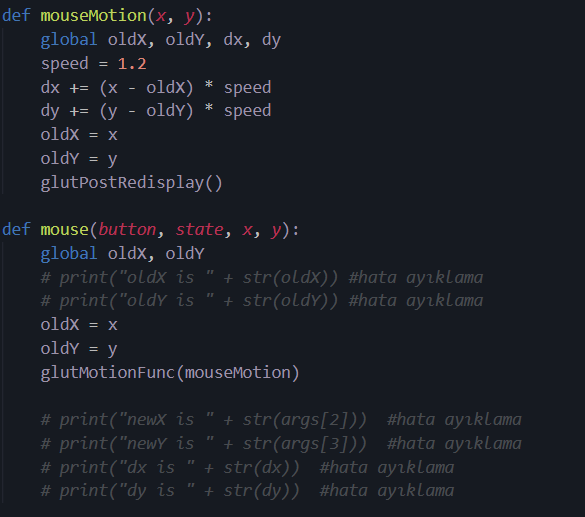 def mouseMotion(x, y):
global oldX, oldY, dx, dy
speed = 1.2
dx += (x - oldX) * speed
dy += (y - oldY) * speed
oldX = x
oldY = y
glutPostRedisplay()
def mouse(button, state, x, y):
global oldX, oldY
# print("oldX is " + str(oldX)) #hata ayıklama
# print("oldY is " + str(oldY)) #hata ayıklama
oldX = x
oldY = y
glutMotionFunc(mouseMotion)
# print("newX is " + str(args[2]))  #hata ayıklama
# print("newY is " + str(args[3]))  #hata ayıklama
# print("dx is " + str(dx))  #hata ayıklama
# print("dy is " + str(dy))  #hata ayıklama